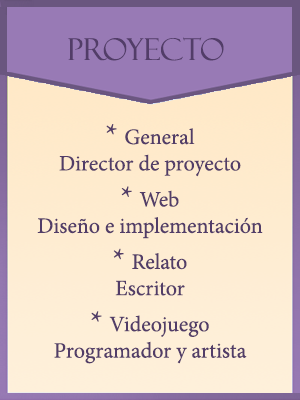 PROYECTO
* General
Director de proyecto
* Web
Diseño e implementación
* Relato
Escritor
* Videojuego
Programador y artista